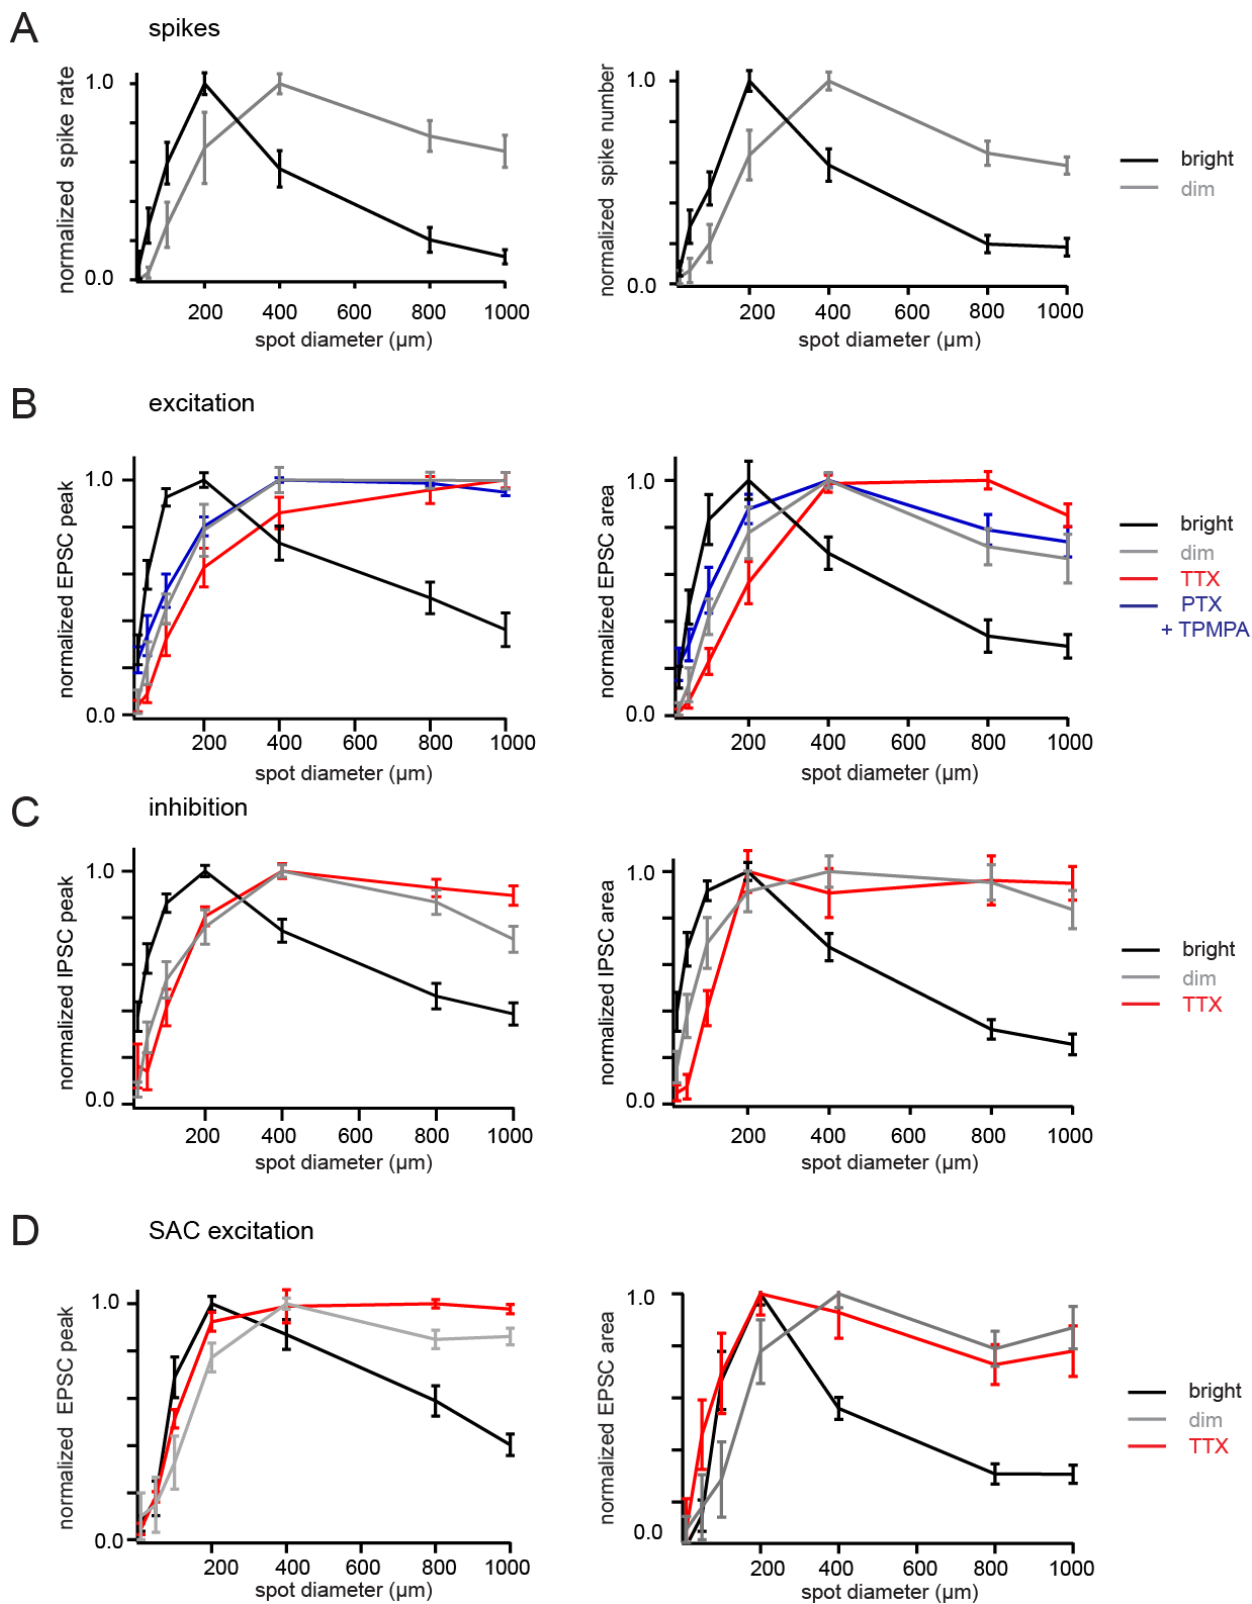 A
spikes
normalized spike rate
1.0
0.0
200
400
600
800
1000
spot diameter (µm)
normalized spike number
1.0
0.0
200
400
600
800
1000
spot diameter (µm)
bright
dim
B
excitation
normalized EPSC peak
1.0
0.0
200
400
600
800
1000
spot diameter (µm)
normalized EPSC area
1.0
0.0
200
400
600
800
1000
spot diameter (µm)
bright
dim
TTX
PTX
+ TPMPA
C
inhibition
normalized IPSC peak
1.0
0.0
200
400
600
800
1000
spot diameter (µm)
normalized IPSC area
1.0
0.0
200
400
600
800
1000
spot diameter (µm)
bright
dim
TTX
D
SAC excitation
normalized EPSC peak
1.0
0.0
200
400
600
800
1000
spot diameter (µm)
normalized EPSC area
1.0
0.0
200
400
600
800
1000
spot diameter (µm)
bright
dim
TTX